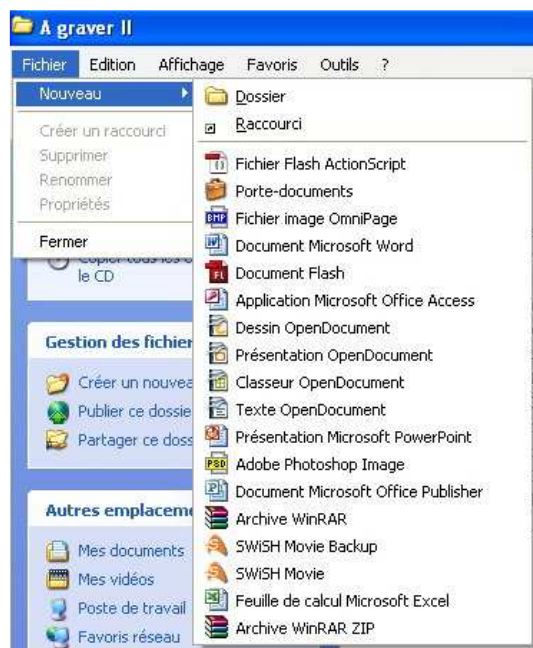 A graver II
Fichier Edition Affichage Favoris Outils ?
Nouveau
Créer un raccourci
Supprimer
Renommer
Propriétés
Fermer
Dossier
Raccourci
Fichier Flash ActionScript
Porte-documents
Fichier image OmniPage
Document Microsoft Word
Document Flash
Application Microsoft Office Access
Dessin OpenDocument
Présentation OpenDocument
Classeur OpenDocument
Texte OpenDocument
Présentation Microsoft PowerPoint
Adobe Photoshop Image
Document Microsoft Office Publisher
Archive WinRAR
SWiSH Movie Backup
SWiSH Movie
Feuille de calcul Microsoft Excel
Archive WinRAR ZIP
Copier tous les
le CD
Gestion des fichier
Créer un nouvea
Publier ce dossie
Partager ce doss
Autres emplaceme
Mes documents
Mes vidéos
Poste de travail
Favoris réseau